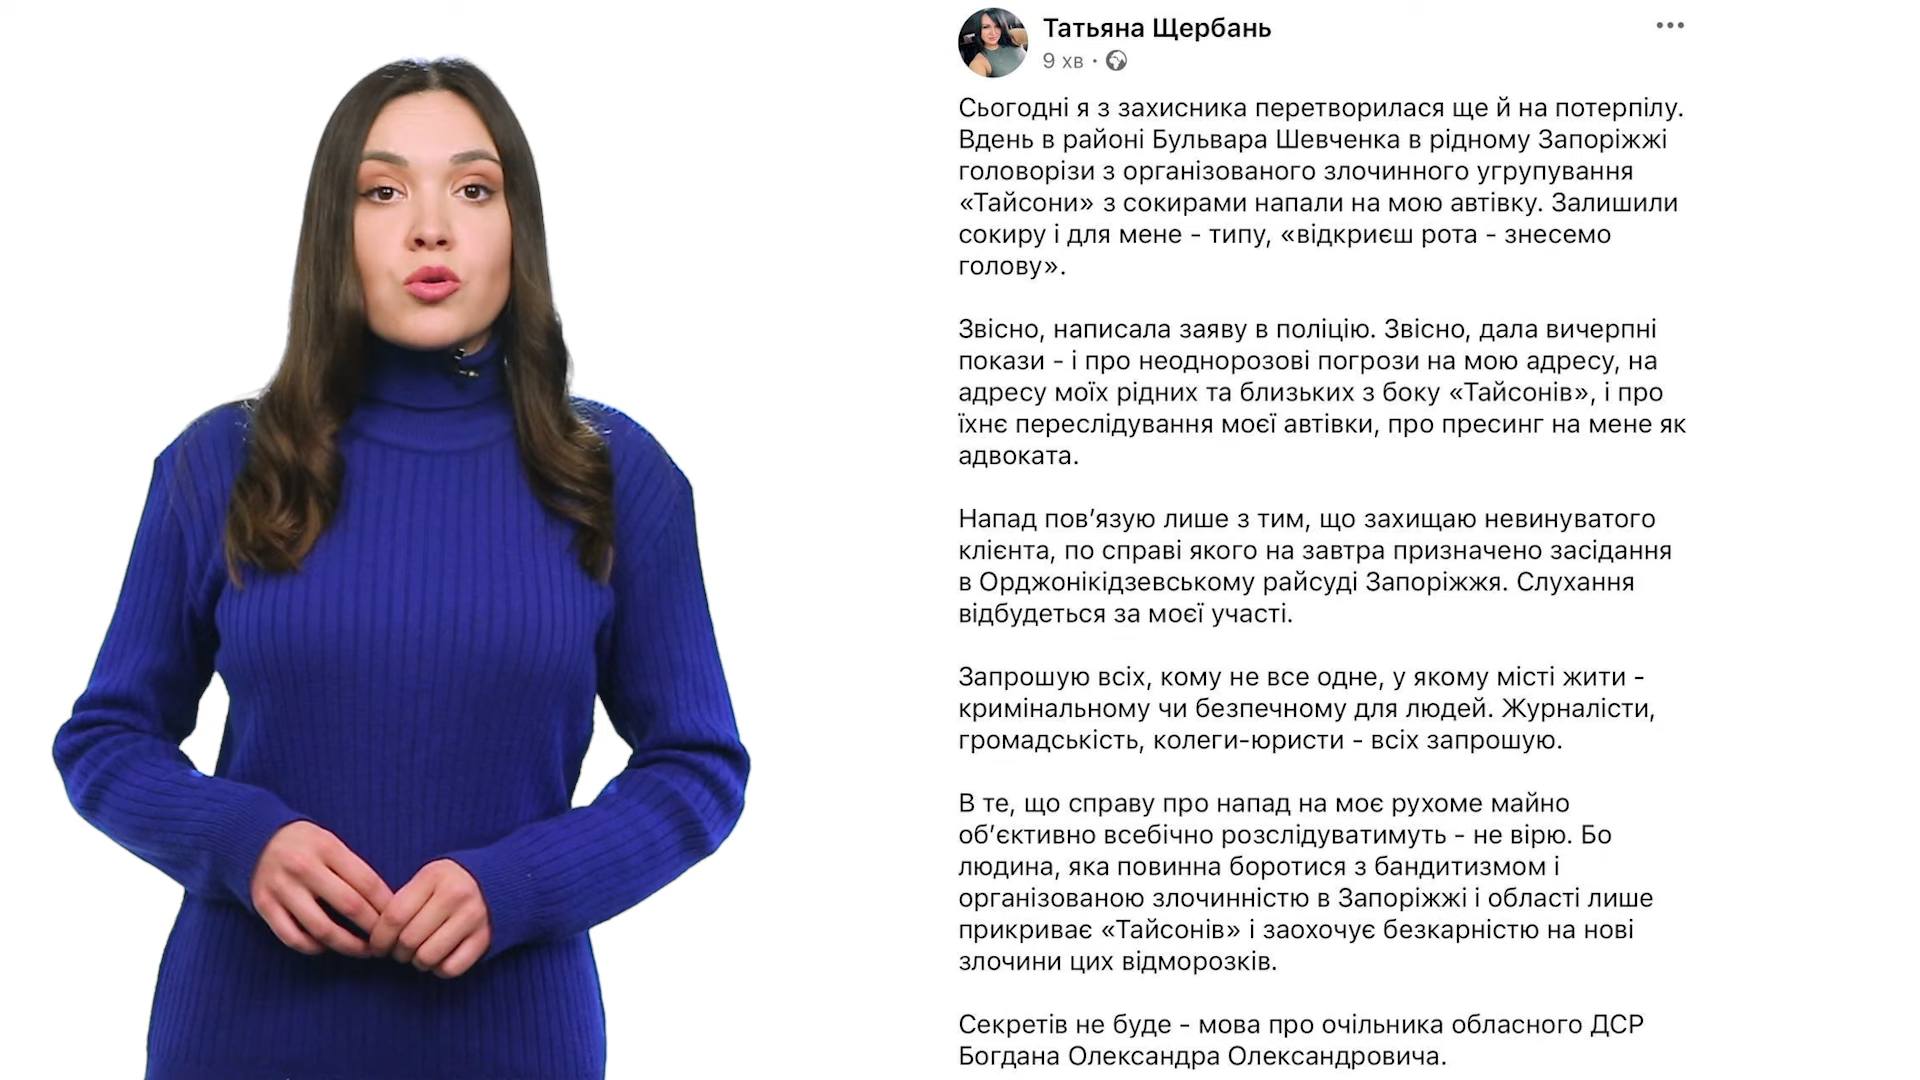 Татьяна Щербань
9 хв ·
Сьогодні я з захисника перетворилася ще й на потерпілу.
Вдень в районі Бульвара Шевченка в рідному Запоріжжі
головорізи з організованого злочинного угрупування
«Тайсони» з сокирами напали на мою автівку. Залишили
сокиру і для мене - типу, «відкриєш рота - знесемо
голову».
Звісно, написала заяву в поліцію. Звісно, дала вичерпні
покази - і про неоднорозові погрози на мою адресу, на
адресу моїх рідних та близьких з боку «Тайсонів», і про
їхнє переслідування моєї автівки, про пресинг на мене як
адвоката.
Напад пов’язую лише з тим, що захищаю невинуватого
клієнта, по справі якого на завтра призначено засідання
в Орджонікідзевському райсуді Запоріжжя. Слухання
відбудеться за моєї участі.
Запрошую всіх, кому не все одне, у якому місті жити -
кримінальному чи безпечному для людей. Журналісти,
громадськість, колеги-юристи - всіх запрошую.
В те, що справу про напад на моє рухоме майно
об’єктивно всебічно розслідуватимуть - не вірю. Бо
людина, яка повинна боротися з бандитизмом і
організованою злочинністю в Запоріжжі і області лише
прикриває «Тайсонів» і заохочує безкарністю на нові
злочини цих відморозків.
Секретів не буде - мова про очільника обласного ДСР
Богдана Олександра Олександровича.